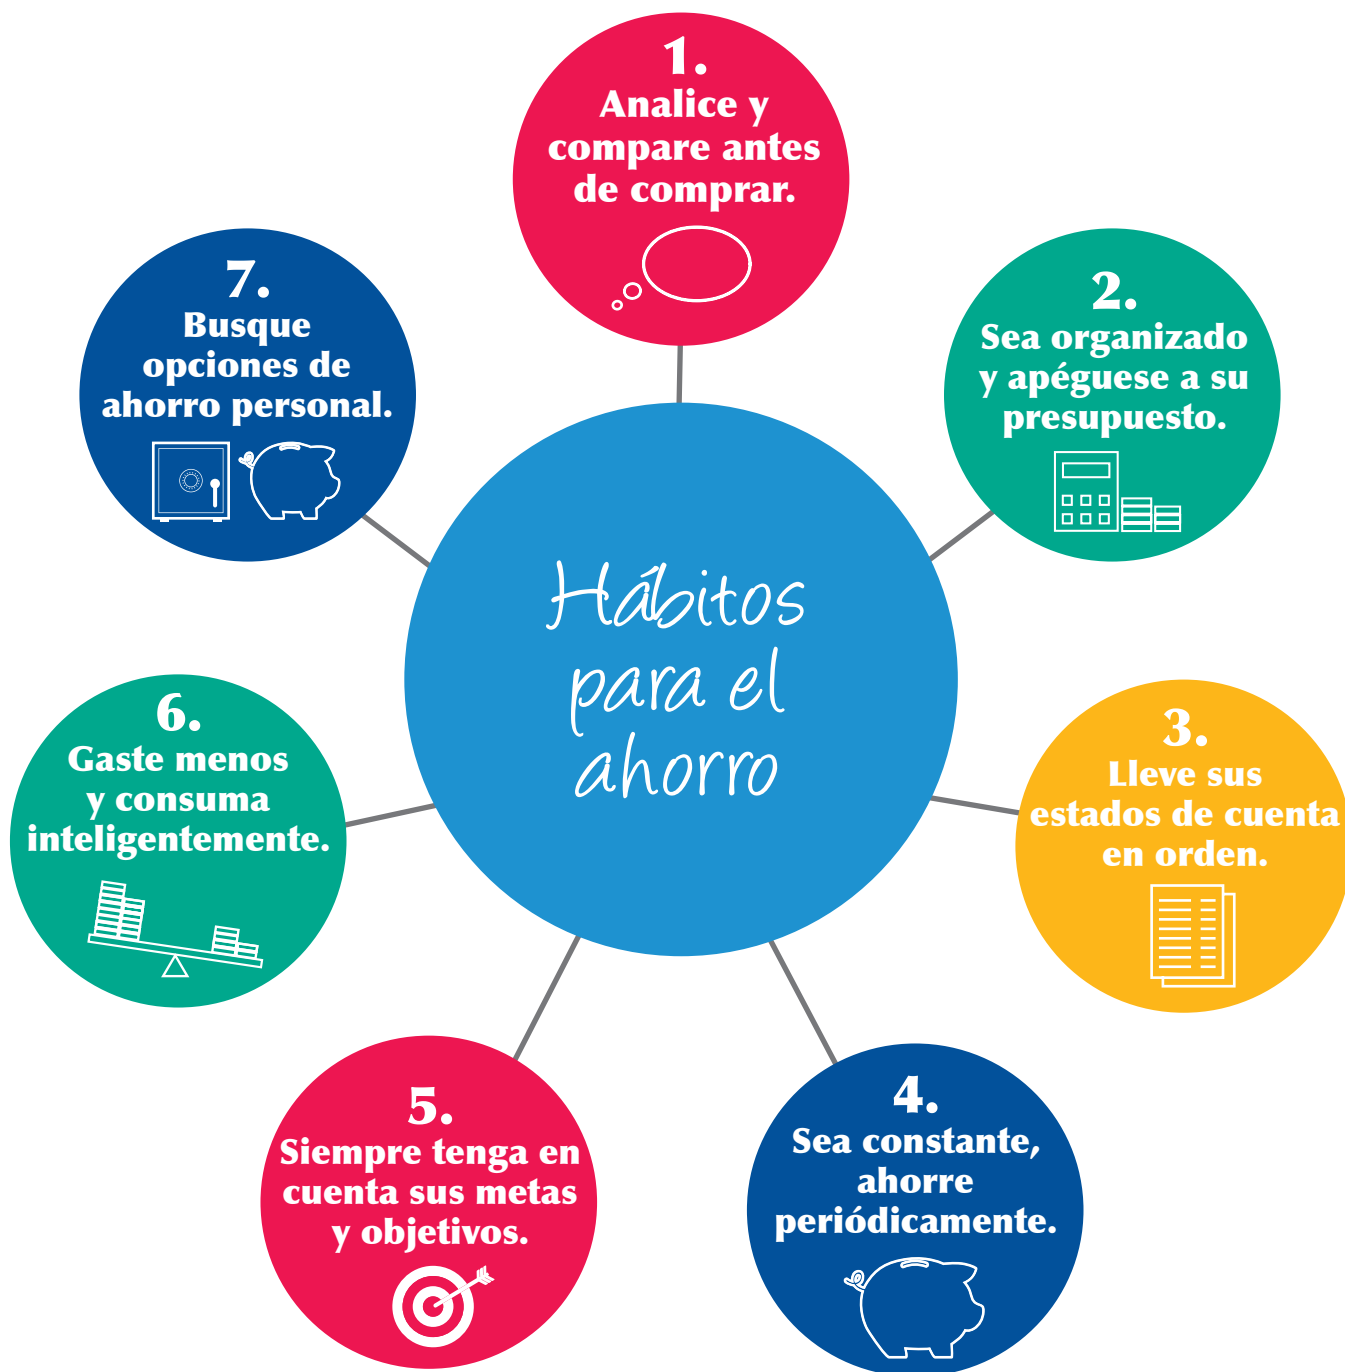 1.
Analice y
compare antes
de comprar.
2.
Sea organizado
y apéguese a su
presupuesto.
3.
Lleve sus
estados de cuenta
en orden.
4.
Sea constante,
ahorre
periódicamente.
5.
Siempre tenga en
cuenta sus metas
y objetivos.
6.
Gaste menos
y consuma
inteligentemente.
7.
Busque
opciones de
ahorro personal.
Hábitos
para el
ahorro